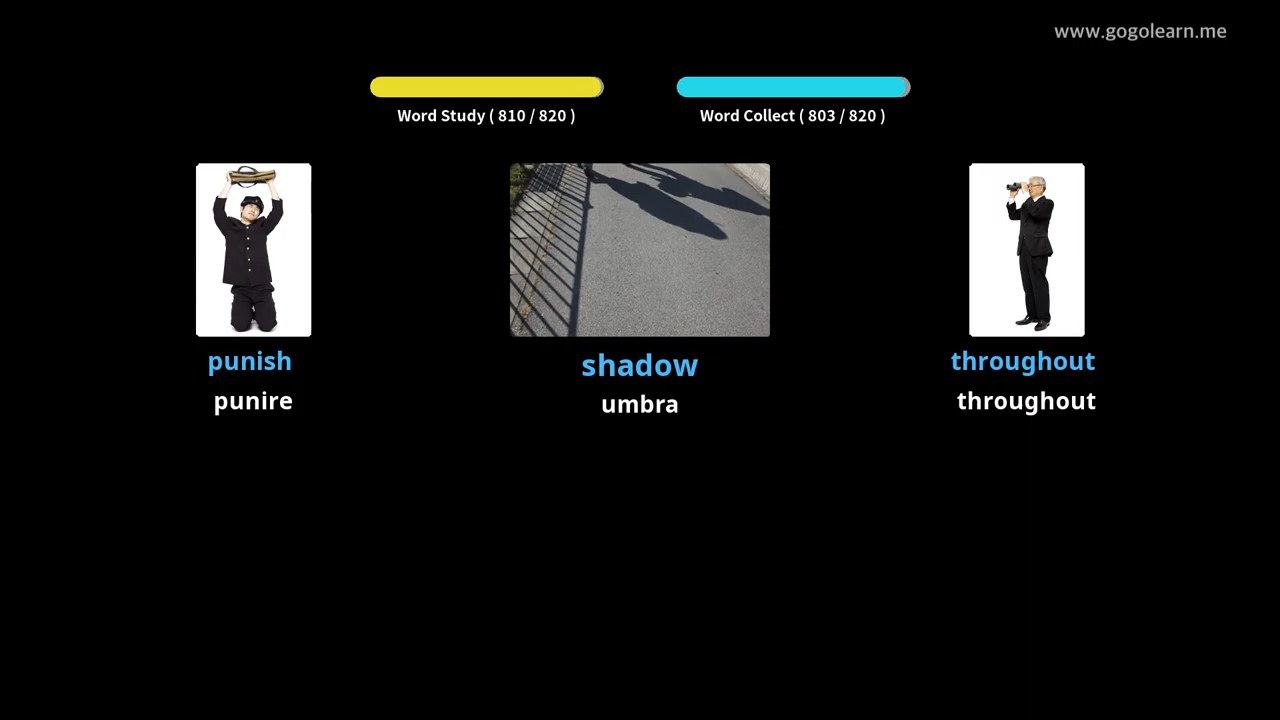 www.gogolearn.me
Word Study ( 810 / 820 )
Word Collect ( 803 / 820 )
punish
punire
shadow
umbra
throughout
throughout